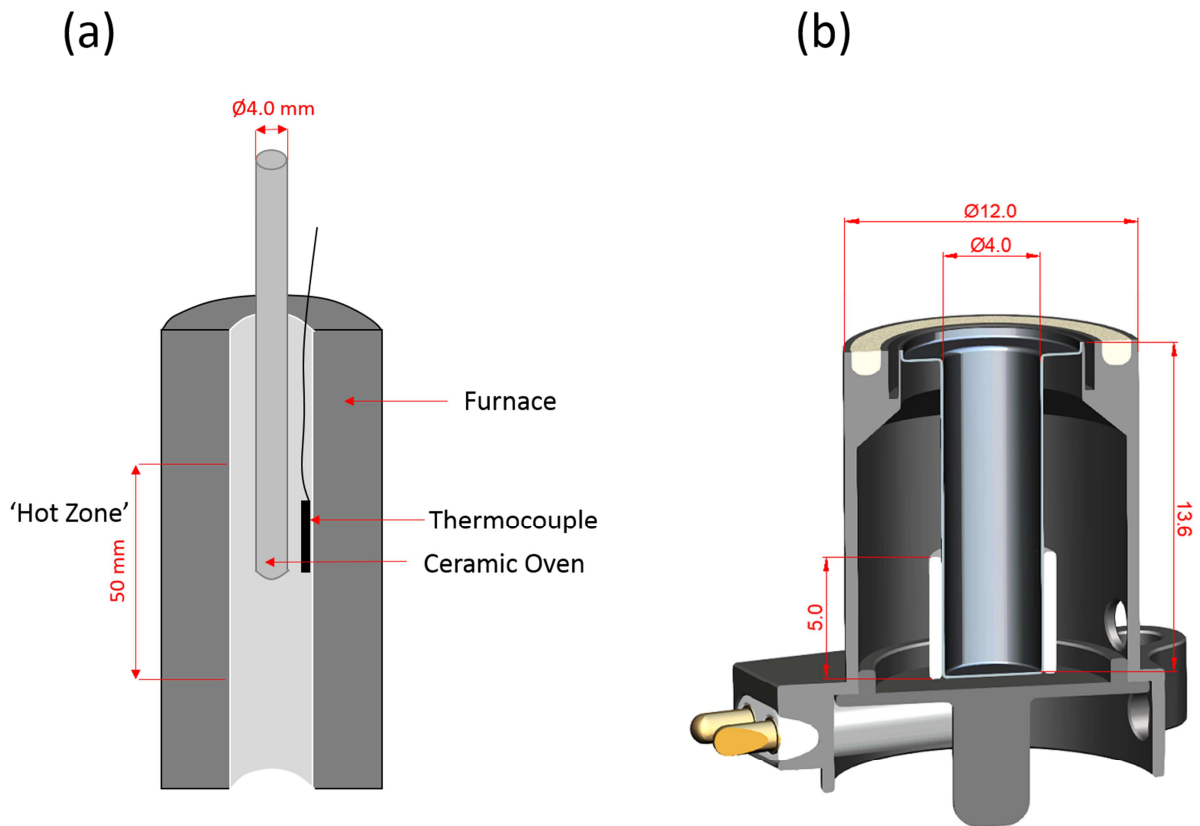 (a)
(b)
Ø4.0 mm
Furnace
'Hot Zone'
50 mm
Thermocouple
Ceramic Oven
Ø12.0
Ø4.0
13.6
5.0